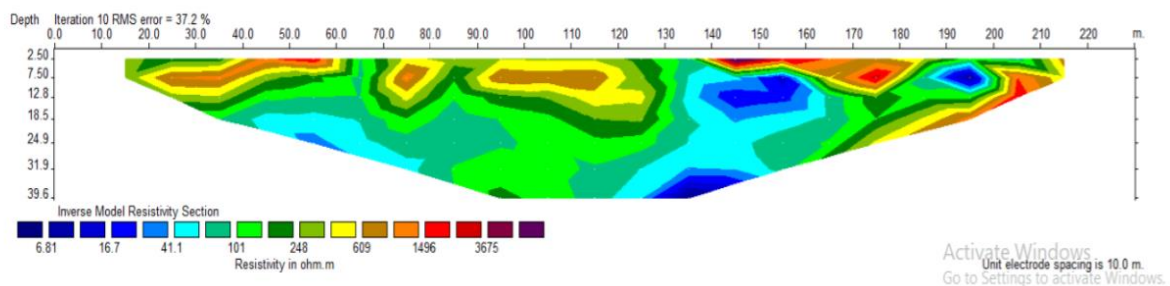 Depth Iteration 10 RMS error = 37.2 %
0.0 10.0 20.0 30.0 40.0 50.0 60.0 70.0 80.0 90.0 100 110 120 130 140 150 160 170 180 190 200 210 220 m.
2.50
7.50
12.8
18.5
24.9
31.9
39.6
Inverse Model Resistivity Section
6.81 16.7 41.1 101 248 609 1496 3675
Resistivity in ohm.m
Activate Windows
Unit electrode spacing is 10.0 m.
Go to Settings to activate Windows.